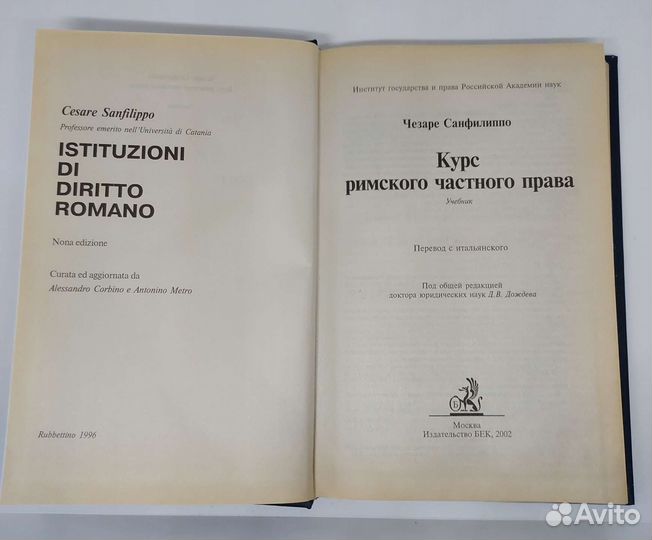 Cesare Sanfilippo
Professore emerito nell'Università di Catania
ISTITUZIONI
DI
DIRITTO
ROMANO
Nona edizione
Curata ed aggiornata da
Alessandro Corbino e Antonino Metro
Rubbettino 1996
Институт государства и права Российской Академии наук
Чезаре Санфилиппо
Курс
римского частного права
Учебник
Перевод с итальянского
Под общей редакцией
доктора юридических наук Д.В. Дождева
Б
Москва
Издательство БЕК, 2002
Avito